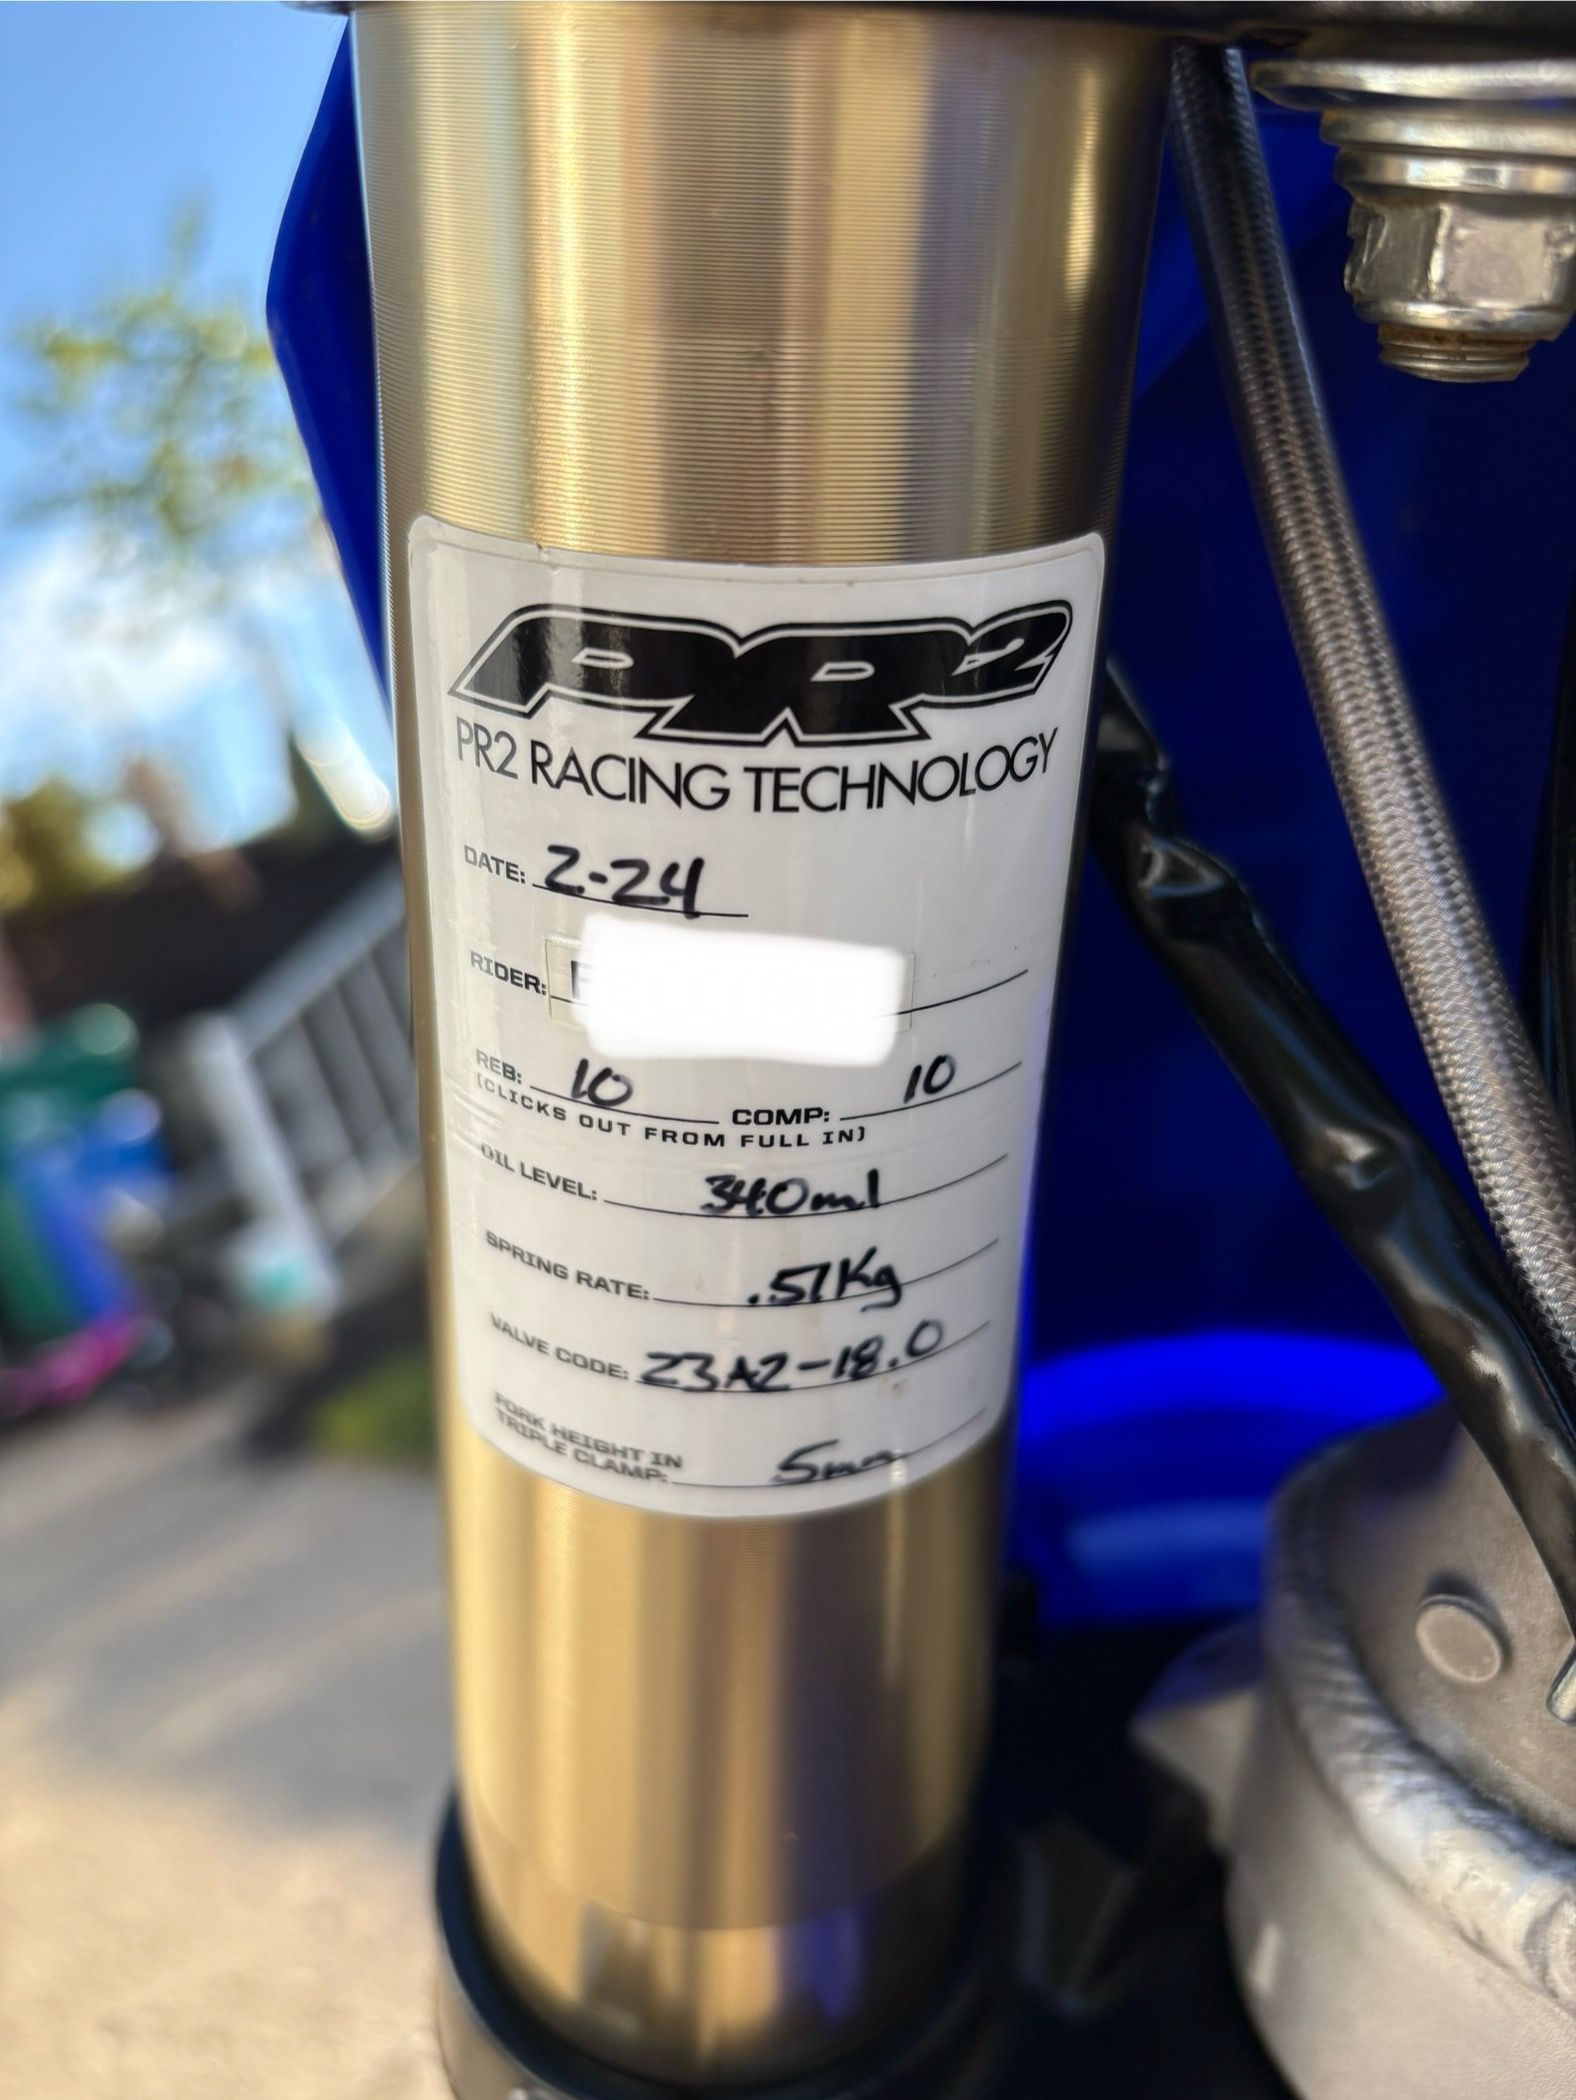 PR2
PR2 RACING TECHNOLOGY
DATE: 2-24
RIDER:
REB: 10 COMP: 10
(CLICKS OUT FROM FULL IN)
OIL LEVEL: 340ml
SPRING RATE: .51Kg
VALVE CODE: 23A2-18.0
FORK HEIGHT IN
TRIPLE CLAMP: 5mm